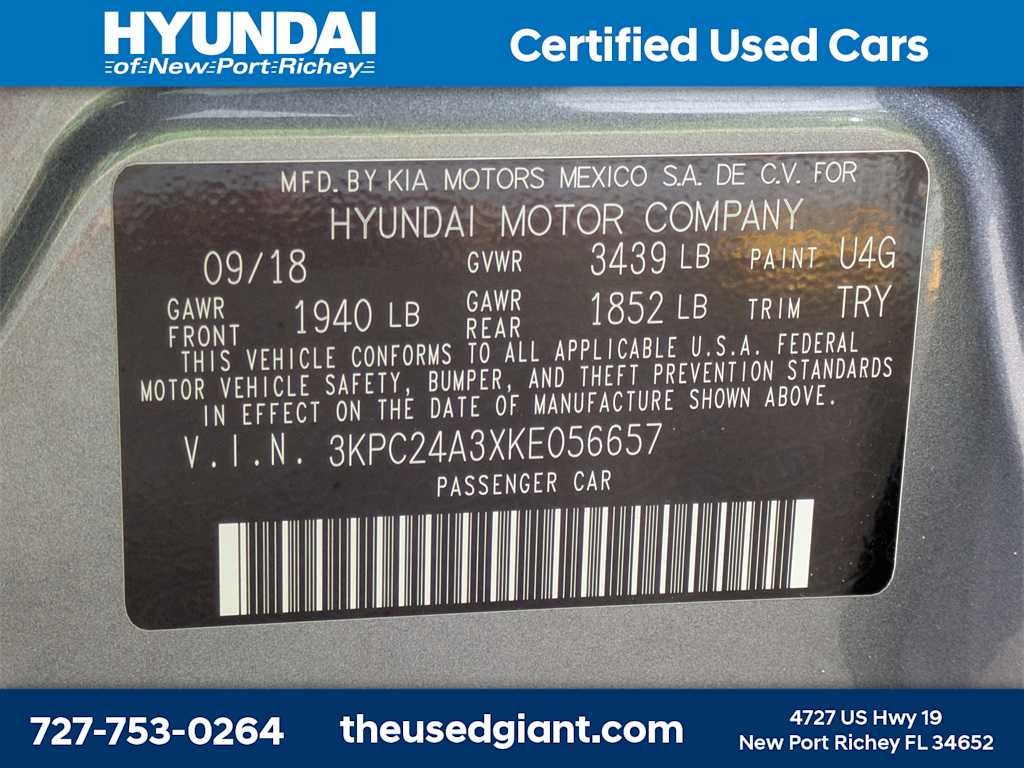 HYUNDAI
of New Port Richey
Certified Used Cars
MFD. BY KIA MOTORS MEXICO S.A. DE C.V. FOR
HYUNDAI MOTOR COMPANY
09/18 GVWR 3439 LB PAINT U4G
GAWR FRONT 1940 LB GAWR REAR 1852 LB TRIM TRY
THIS VEHICLE CONFORMS TO ALL APPLICABLE U.S.A. FEDERAL
MOTOR VEHICLE SAFETY, BUMPER, AND THEFT PREVENTION STANDARDS
IN EFFECT ON THE DATE OF MANUFACTURE SHOWN ABOVE.
V.I.N. 3KPC24A3XKE056657
PASSENGER CAR
727-753-0264
theusedgiant.com
4727 US Hwy 19
New Port Richey FL 34652